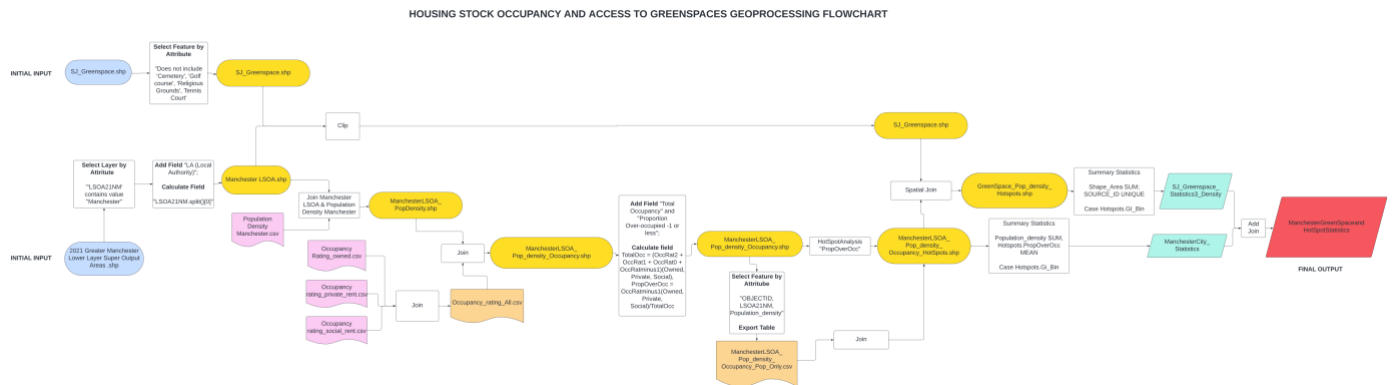 HOUSING STOCK OCCUPANCY AND ACCESS TO GREENSPACES GEOPROCESSING FLOWCHART
INITIAL INPUT
SJ_Greenspace.shp
Select Feature by
Attribute
"Does not include
'Cemetery', 'Golf
course', 'Religious
Grounds', Tennis
Court'
SJ_Greenspace.shp
Clip
SJ_Greenspace.shp
INITIAL INPUT
2021 Greater Manchester
Lower Layer Super Output
Areas .shp
Select Layer by
Attritute
"'LSOA21NM'
contains value
"Manchester"
Add Field "LA (Local
Authority)";
Calculate Field
"LSOA21NM.split()[0]"
Manchester LSOA.shp
Population
Density
Manchester.csv
Join Manchester
LSOA & Population
Density Manchester
ManchesterLSOA_
PopDensity.shp
Occupancy
Rating_owned.csv
Occupancy
rating_private_rent.csv
Occupancy
rating_social_rent.csv
Join
Occupancy_rating_All.csv
Join
ManchesterLSOA_
Pop_density_Occupancy.shp
Add Field "Total
Occupancy" and
"Proportion
Over-occupied -1 or
less";
Calculate field
TotalOcc = (OccRat2 +
OccRat1 + OccRat0 +
OccRatminus1)(Owned,
Private, Social),
PropOverOcc =
OccRatminus1(Owned,
Private,
Social)/TotalOcc
ManchesterLSOA_
Pop_density_Occupancy.shp
Select Feature by
Attritube
"OBJECTID,
LSOA21NM,
Population_density"
Export Table
ManchesterLSOA_
Pop_density_
Occupancy_Pop_Only.csv
HotSpotAnalysis
"PropOverOcc"
Join
ManchesterLSOA_
Pop_density_
Occupancy_HotSpots.shp
Spatial Join
GreenSpace_Pop_density_
Hotspots.shp
Summary Statistics
Shape_Area SUM;
SOURCE_ID UNIQUE
Case Hotspots.GI_Bin
SJ_Greenspace_
Statistics3_Density
Summary Statistics
Population_density SUM,
Hotspots.PropOverOcc
MEAN
Case Hotspots.Gi_Bin
ManchesterCity_
Statistics
Add
Join
ManchesterGreenSpaceand
HotSpotStatistics
FINAL OUTPUT